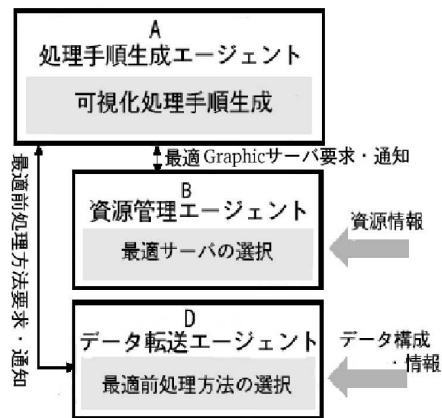 A
処理手順生成エージェント
可視化処理手順生成
最適Graphicサーバ要求・通知
B
資源管理エージェント
最適サーバの選択
資源情報
最適前処理方法要求・通知
D
データ転送エージェント
最適前処理方法の選択
データ構成
・情報